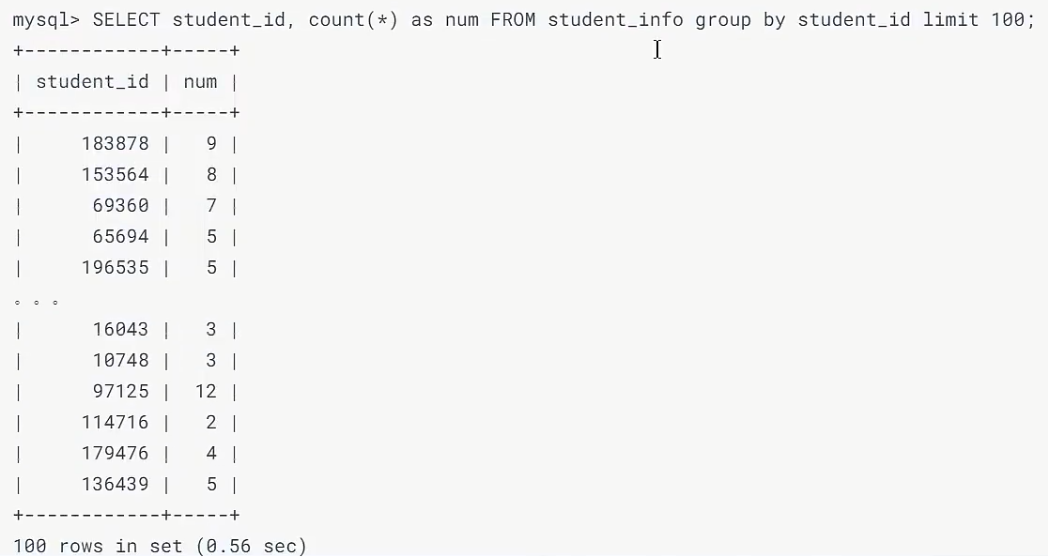 mysql> SELECT student_id, count(*) as num FROM student_info group by student_id limit 100;
+------------+-----+
| student_id | num |
+------------+-----+
|     183878 |   9 |
|     153564 |   8 |
|      69360 |   7 |
|      65694 |   5 |
|     196535 |   5 |
。。。
|      16043 |   3 |
|      10748 |   3 |
|      97125 |  12 |
|     114716 |   2 |
|     179476 |   4 |
|     136439 |   5 |
+------------+-----+
100 rows in set (0.56 sec)